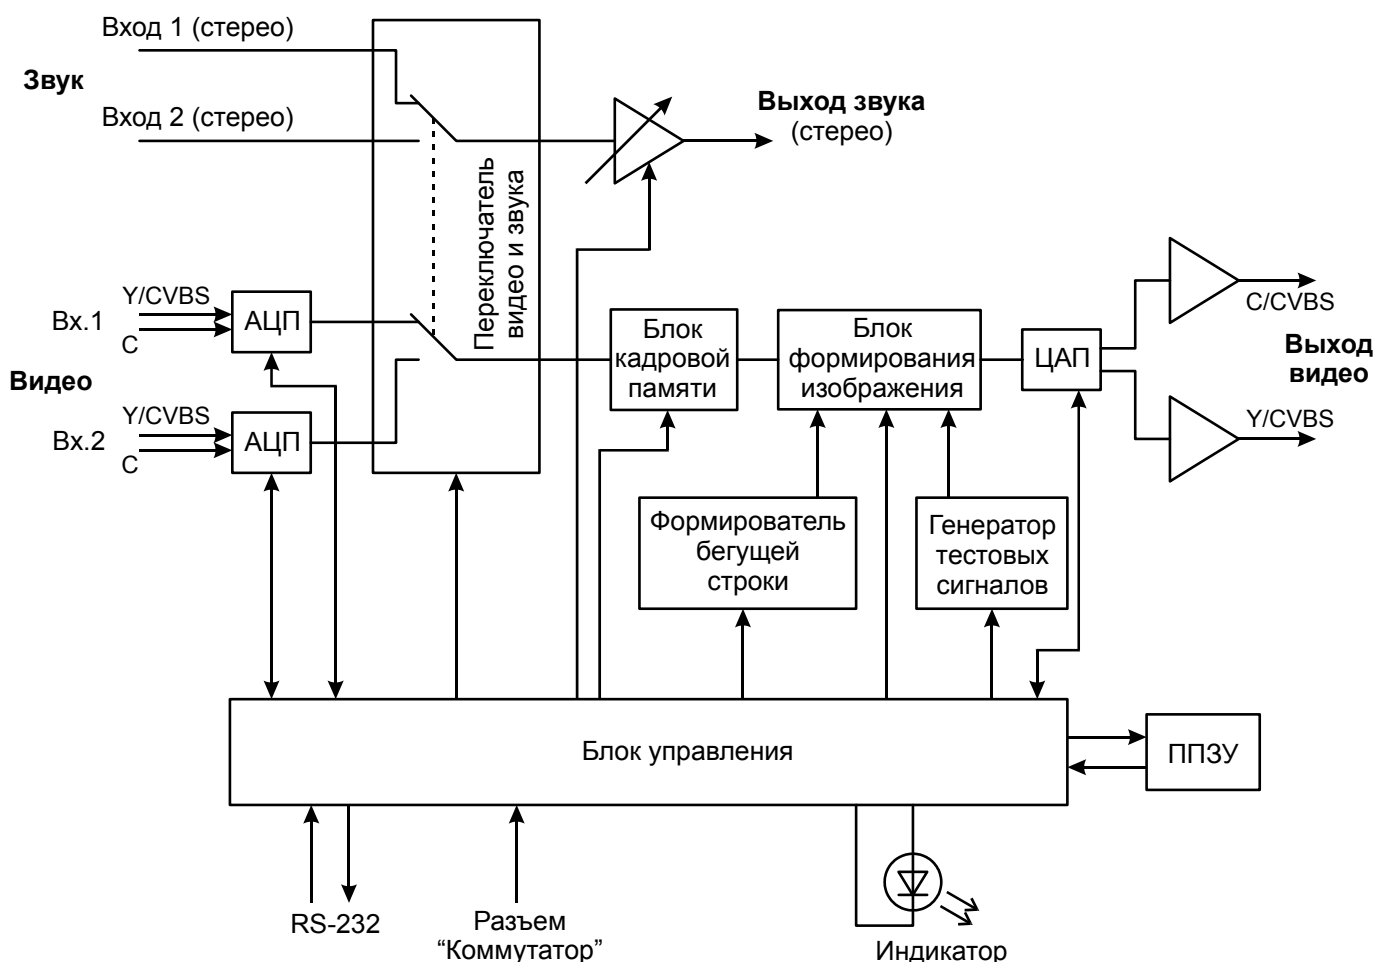 Вход 1 (стерео)
Звук
Вход 2 (стерео)
Выход звука
(стерео)
Переключатель
видео и звука
Y/CVBS
Вх.1
C
АЦП
Видео
Y/CVBS
Вх.2
C
АЦП
Блок
кадровой
памяти
Блок
формирования
изображения
ЦАП
C/CVBS
Выход
видео
Y/CVBS
Формирователь
бегущей
строки
Генератор
тестовых
сигналов
Блок управления
ППЗУ
RS-232
Разъем
“Коммутатор”
Индикатор